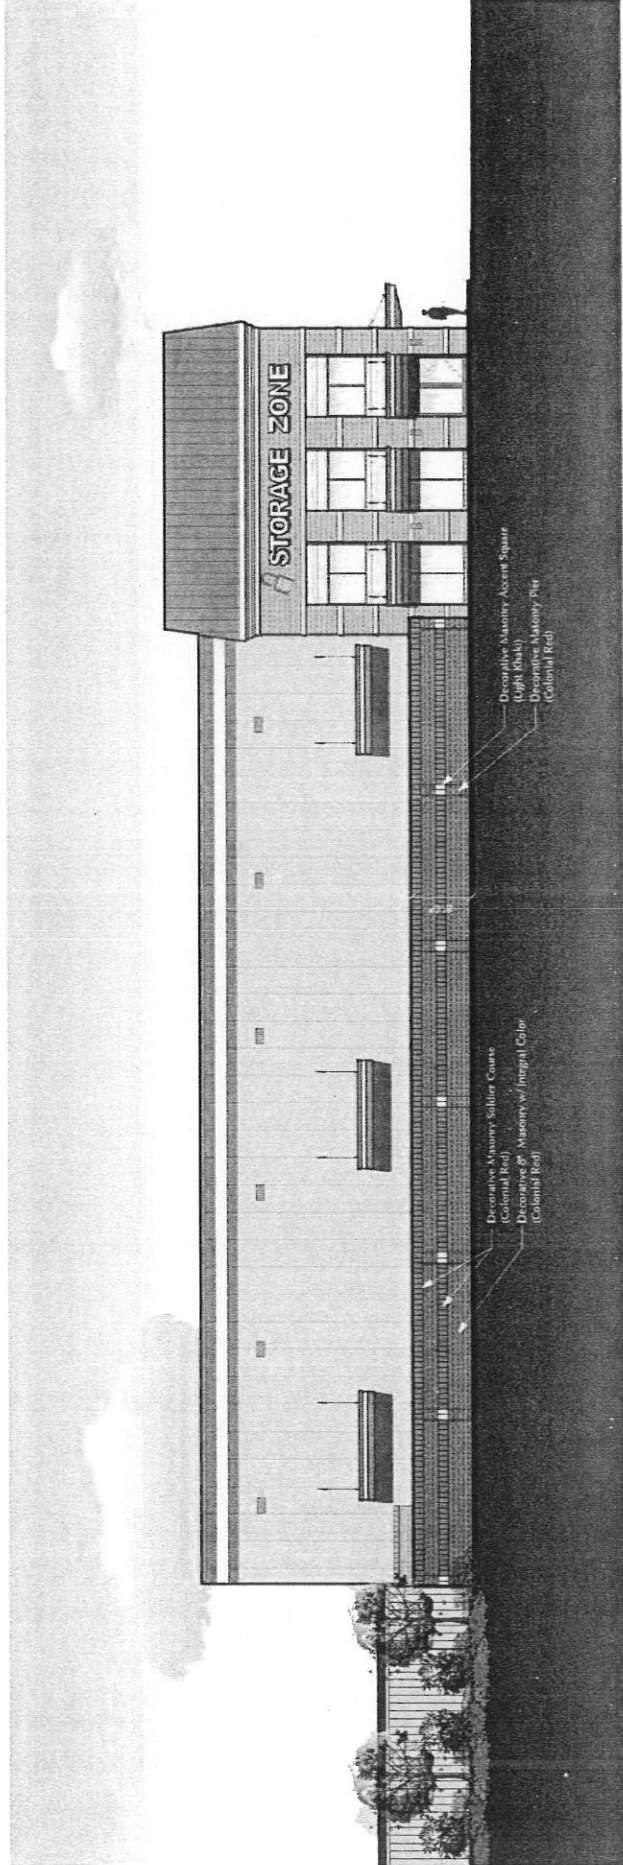 STORAGE ZONE
Decorative Masonry Soldier Course
(Colonial Red)
Decorative 8" Masonry w/ Integral Color
(Colonial Red)
Decorative Masonry Accent Square
(Light Khaki)
Decorative Masonry Pier
(Colonial Red)